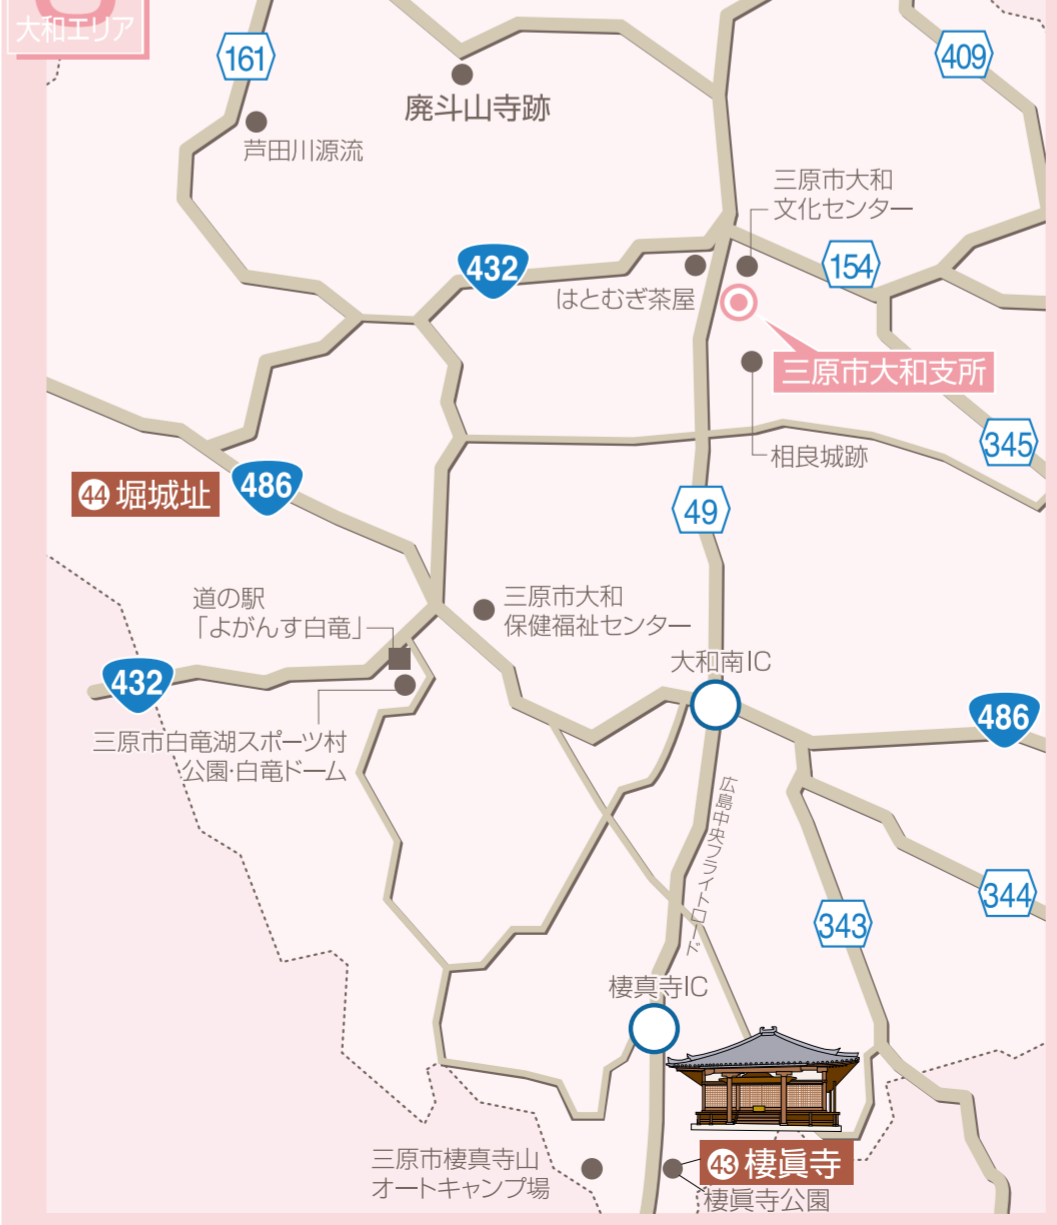 大和エリア
161
409
廃斗山寺跡
芦田川源流
三原市大和
文化センター
432
154
はとむぎ茶屋
三原市大和支所
345
相良城跡
44 堀城址
486
49
道の駅
「よがんす白竜」
三原市大和
保健福祉センター
大和南IC
432
486
三原市白竜湖スポーツ村
公園・白竜ドーム
広島中央フライトロード
344
343
棲真寺IC
三原市棲真寺山
オートキャンプ場
43 棲眞寺
棲眞寺公園